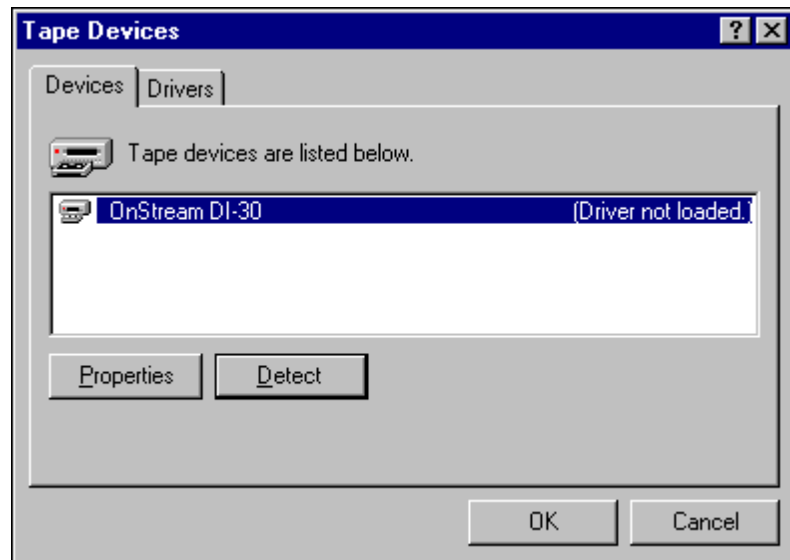 Tape Devices
Devices
Drivers
Tape devices are listed below.
OnStream DI-30 (Driver not loaded.)
Properties
Detect
OK
Cancel